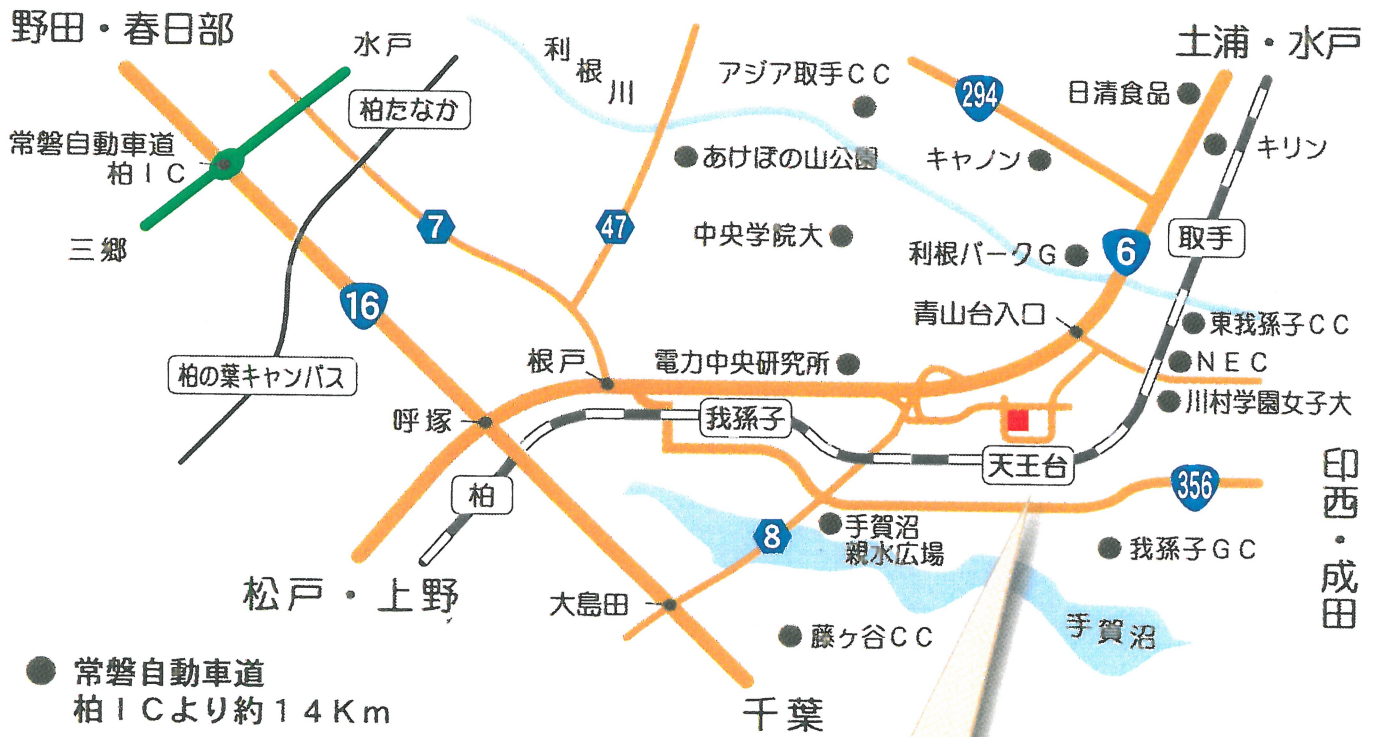 野田・春日部
水戸
利根川
アジア取手ＣＣ
土浦・水戸
294
日清食品
柏たなか
常磐自動車道
柏ＩＣ
あけぼの山公園
キヤノン
キリン
三郷
7
47
中央学院大
利根パークＧ
6
取手
16
青山台入口
東我孫子ＣＣ
柏の葉キャンパス
根戸
電力中央研究所
ＮＥＣ
呼塚
我孫子
川村学園女子大
柏
天王台
356
印西・成田
8
手賀沼
親水広場
我孫子ＧＣ
松戸・上野
大島田
藤ヶ谷ＣＣ
手賀沼
常磐自動車道
柏ＩＣより約１４Ｋｍ
千葉